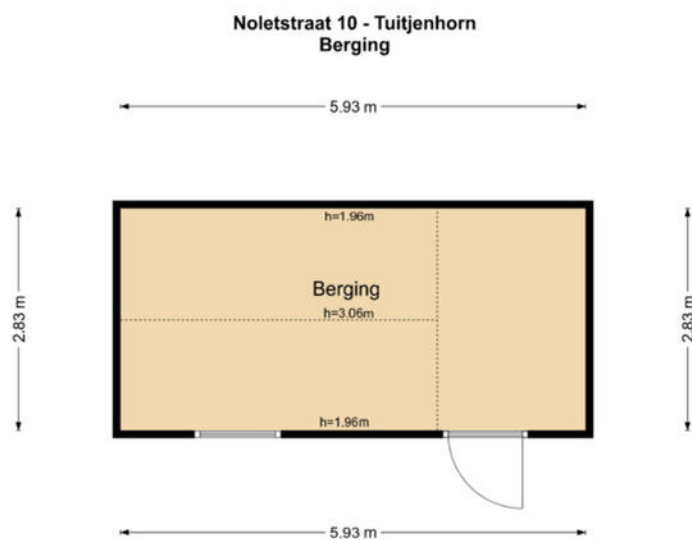 Noletstraat 10 - Tuitjenhorn
Berging
5.93 m
h=1.96m
2.83 m
Berging
h=3.06m
2.83 m
h=1.96m
5.93 m